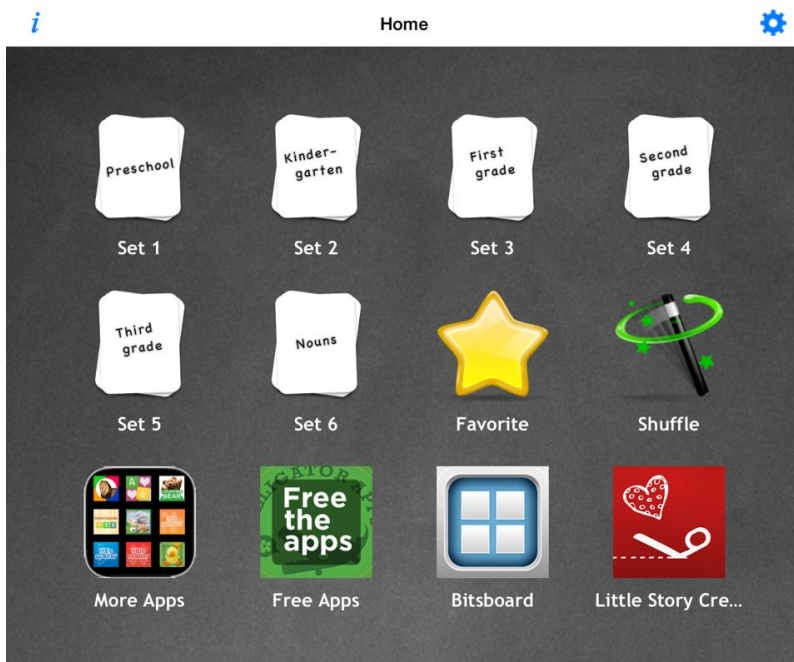 i
Home
Preschool
Kinder-
garten
First
grade
Second
grade
Set 1
Set 2
Set 3
Set 4
Third
grade
Nouns
Set 5
Set 6
Favorite
Shuffle
Free
the
apps
More Apps
Free Apps
Bitsboard
Little Story Cre...